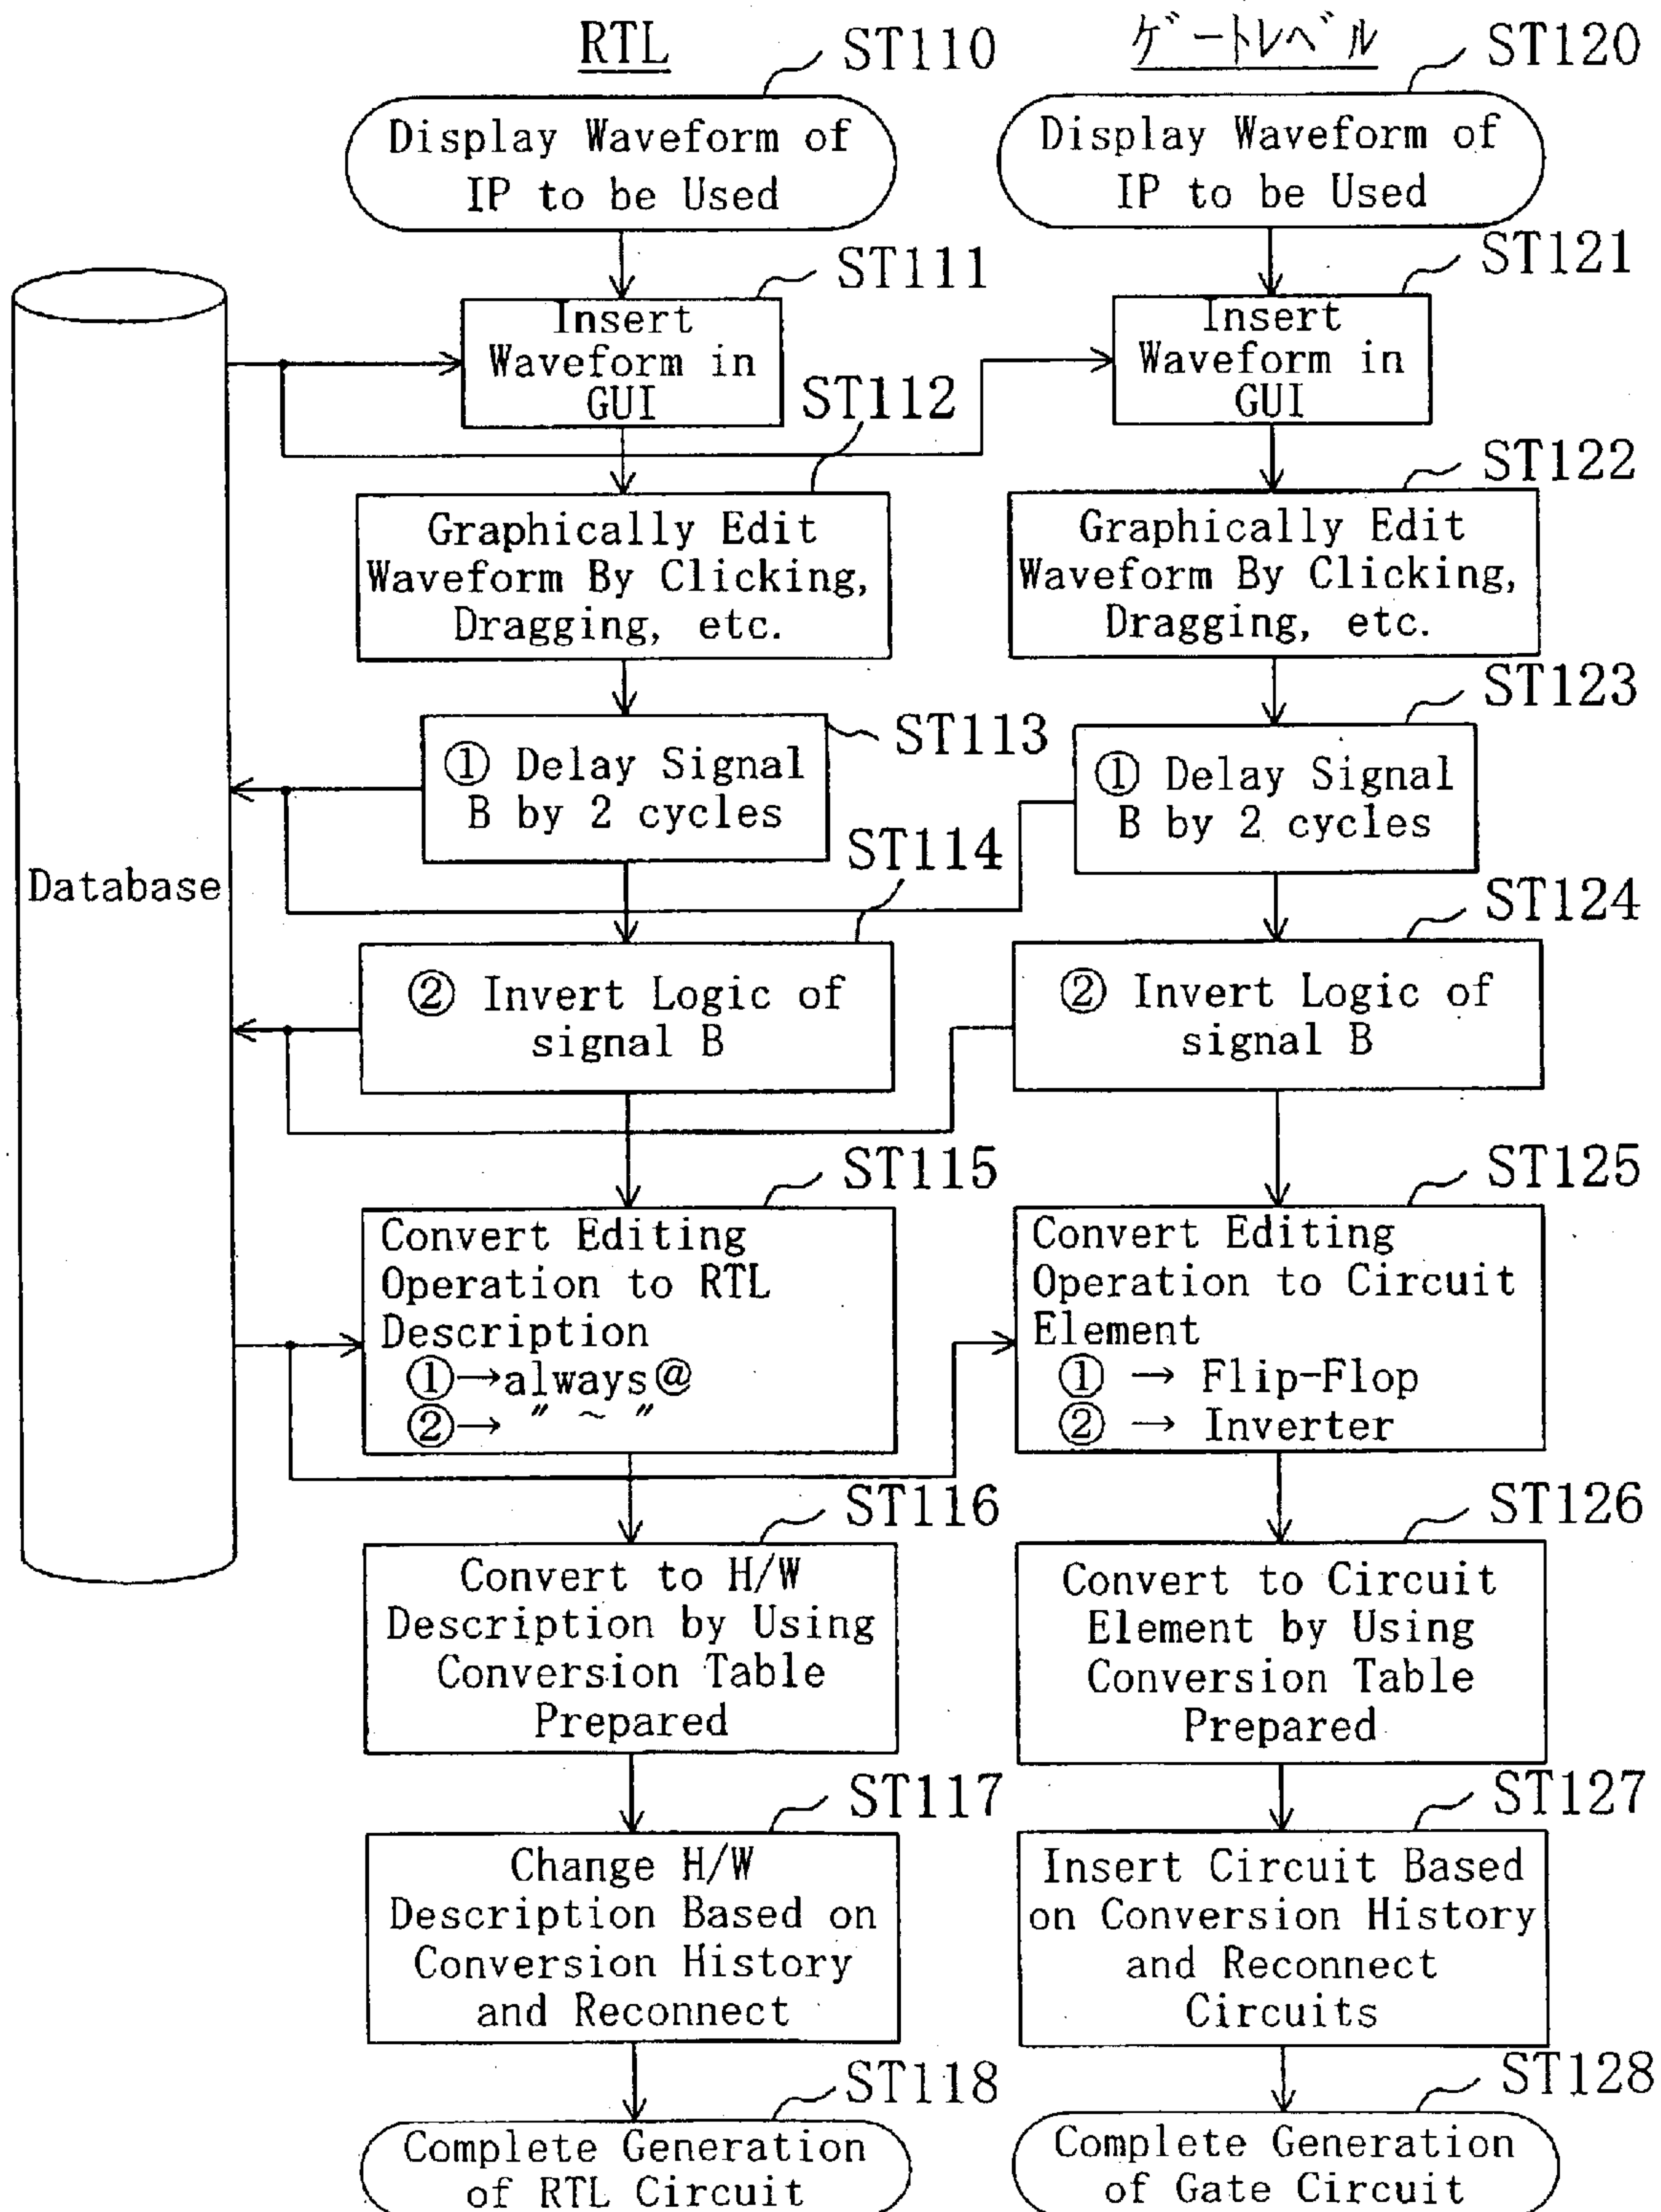 RTL
ST110
Display Waveform of
IP to be Used
ST111
Insert
Waveform in
GUI
ST112
Graphically Edit
Waveform By Clicking,
Dragging, etc.
ST113
① Delay Signal
B by 2 cycles
ST114
② Invert Logic of
signal B
ST115
Convert Editing
Operation to RTL
Description
①→always@
②→ " ~ "
ST116
Convert to H/W
Description by Using
Conversion Table
Prepared
ST117
Change H/W
Description Based on
Conversion History
and Reconnect
ST118
Complete Generation
of RTL Circuit
Database
ゲートレベル
ST120
Display Waveform of
IP to be Used
ST121
Insert
Waveform in
GUI
ST122
Graphically Edit
Waveform By Clicking,
Dragging, etc.
ST123
① Delay Signal
B by 2 cycles
ST124
② Invert Logic of
signal B
ST125
Convert Editing
Operation to Circuit
Element
① → Flip-Flop
② → Inverter
ST126
Convert to Circuit
Element by Using
Conversion Table
Prepared
ST127
Insert Circuit Based
on Conversion History
and Reconnect
Circuits
ST128
Complete Generation
of Gate Circuit